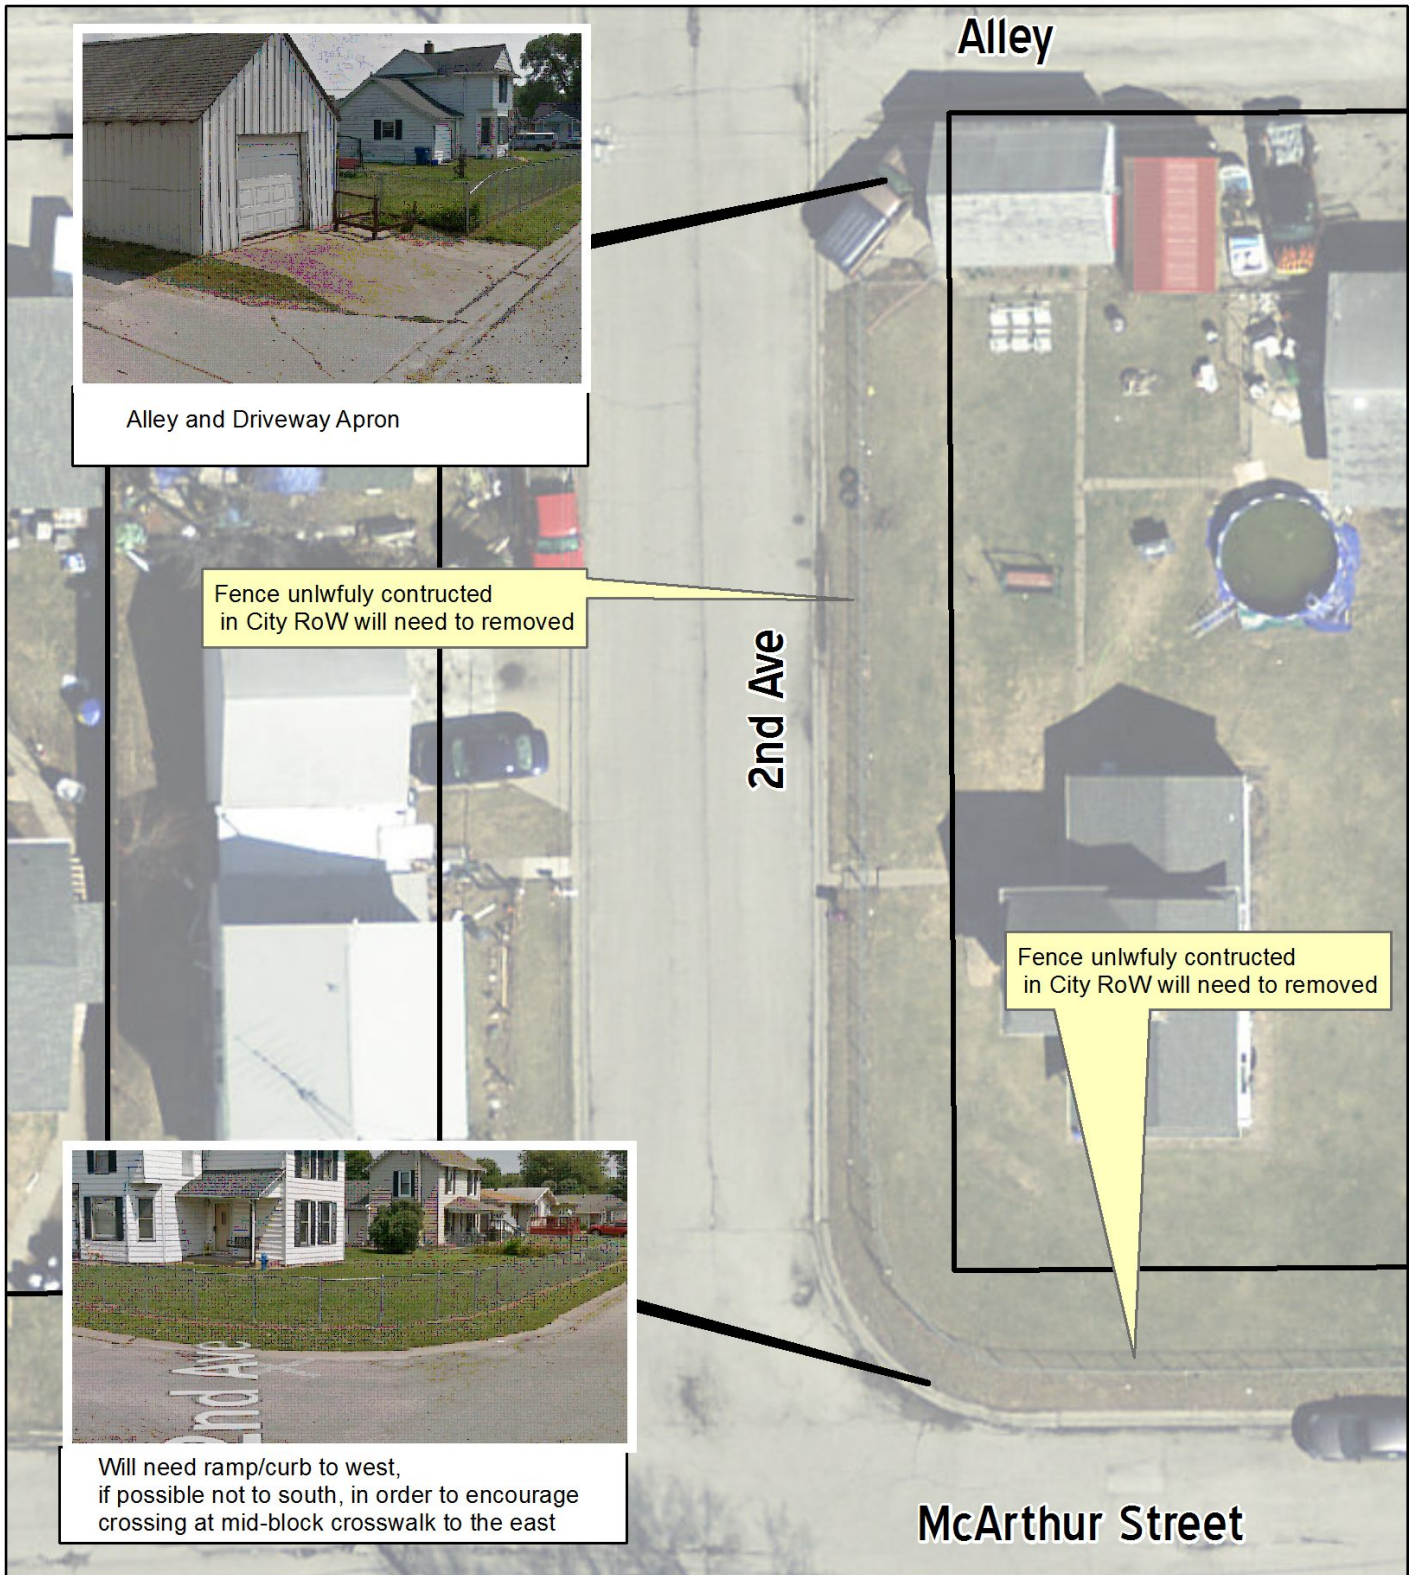 Alley
Alley and Driveway Apron
Fence unlwfuly contructed
in City RoW will need to removed
2nd Ave
Fence unlwfuly contructed
in City RoW will need to removed
2nd Ave
Will need ramp/curb to west,
if possible not to south, in order to encourage
crossing at mid-block crosswalk to the east
McArthur Street